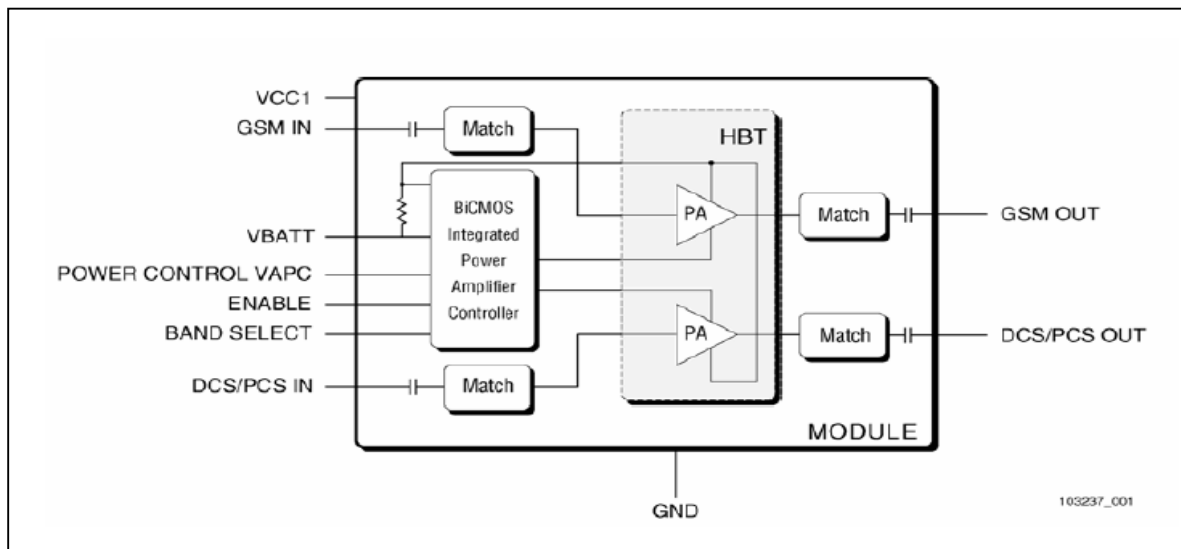 VCC1
GSM IN
Match
HBT
BiCMOS
Integrated
Power
Amplifier
Controller
PA
Match
GSM OUT
VBATT
POWER CONTROL VAPC
ENABLE
BAND SELECT
PA
Match
DCS/PCS OUT
DCS/PCS IN
Match
MODULE
GND
103237_001